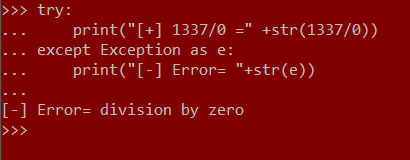 >>> try:
...     print("[+] 1337/0 =" +str(1337/0))
... except Exception as e:
...     print("[-] Error= "+str(e))
...
[-] Error= division by zero
>>>